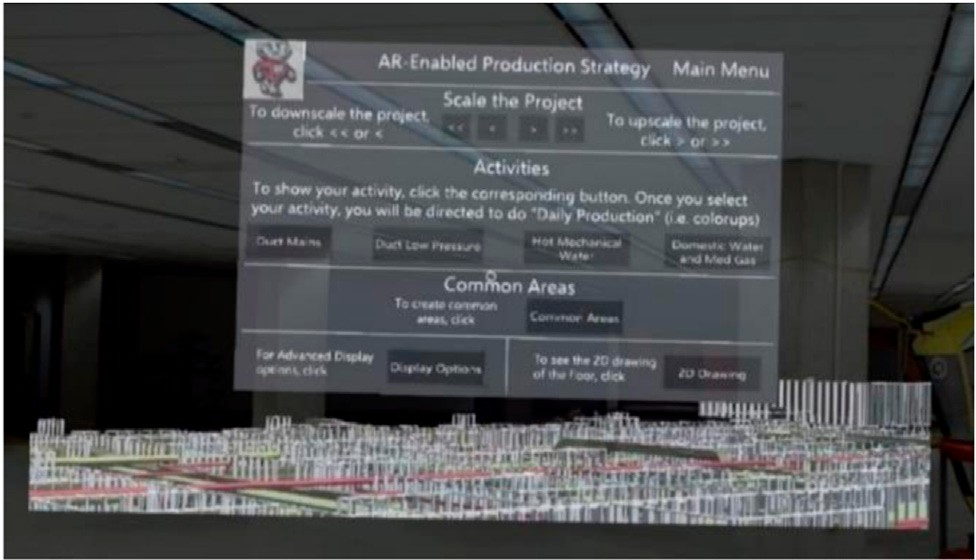 AR-Enabled Production Strategy Main Menu
Scale the Project
To downscale the project,
click << or <
<< < > >>
To upscale the project,
click > or >>
Activities
To show your activity, click the corresponding button. Once you select
your activity, you will be directed to do "Daily Production" (i.e. colorups)
Duct Mains
Duct Low Pressure
Hot Mechanical
Water
Domestic Water
and Med Gas
Common Areas
To create common
areas, click
Common Areas
For Advanced Display
options, click
Display Options
To see the 2D drawing
of the floor, click
2D Drawing